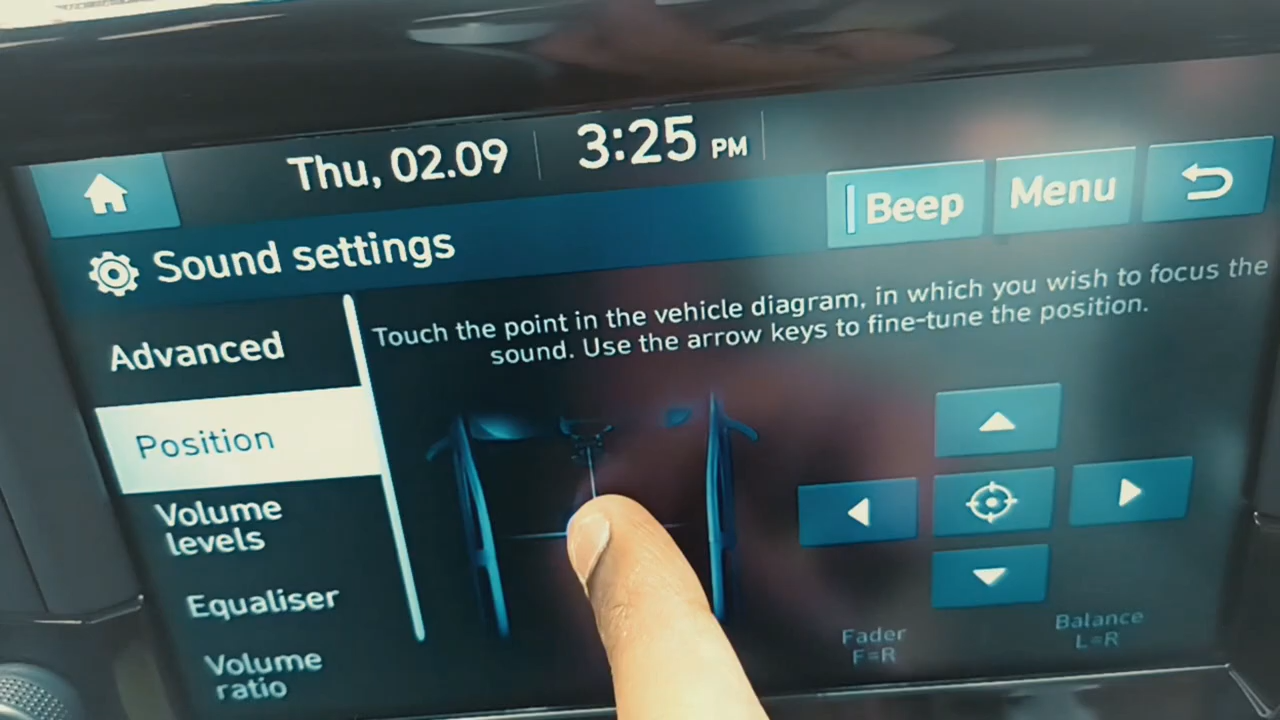 Thu, 02.09
3:25 PM
Beep
Menu
Sound settings
Advanced
Position
Volume
levels
Equaliser
Volume
ratio
Touch the point in the vehicle diagram, in which you wish to focus the
sound. Use the arrow keys to fine-tune the position.
Fader
F=R
Balance
L=R